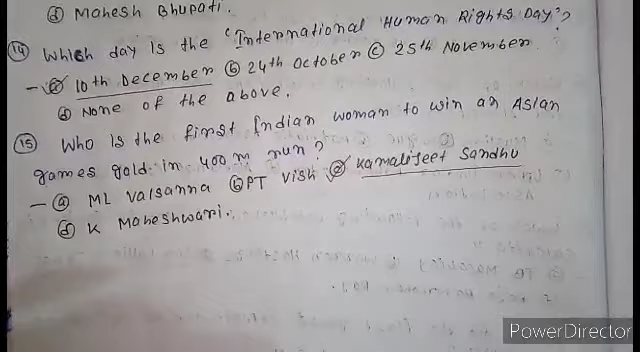 ⓓ Mahesh Bhupati.
⑭ Which day is the "International Human Rights Day"?
- ⓐ 10th December ⓑ 24th October ⓒ 25th November
ⓓ None of the above.
⑮ Who is the first Indian woman to win an Asian
games gold in 400m run?
- ⓐ ML Valsanna ⓑ PT Vish ⓒ Kamaljeet Sandhu
ⓓ K Maheshwari.
PowerDirector